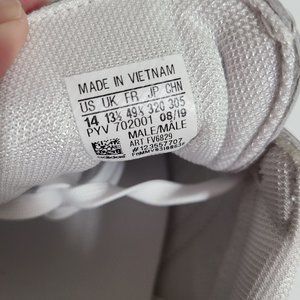 MADE IN VIETNAM
US UK FR JP CHN
14 13½ 49⅓ 320 305
PYV 702001 08/19
MALE/MALE
ART FV6829
#123557707